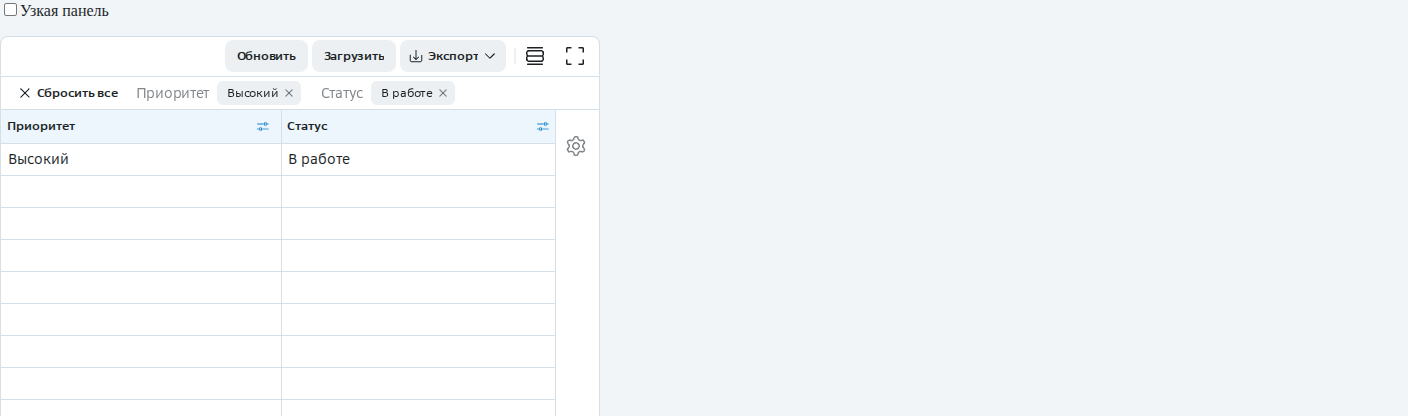 Узкая панель
Обновить Загрузить Экспорт
Сбросить все Приоритет Высокий Статус В работе
Приоритет Статус
Высокий В работе